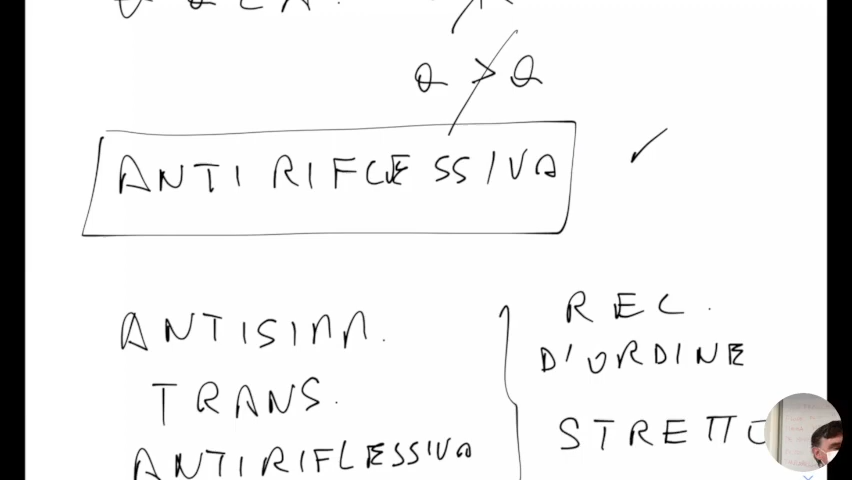 a ≯ a
ANTIRIFLESSIVA
ANTISIMM.
TRANS.
ANTIRIFLESSIVA
REL.
D'ORDINE
STRETTO